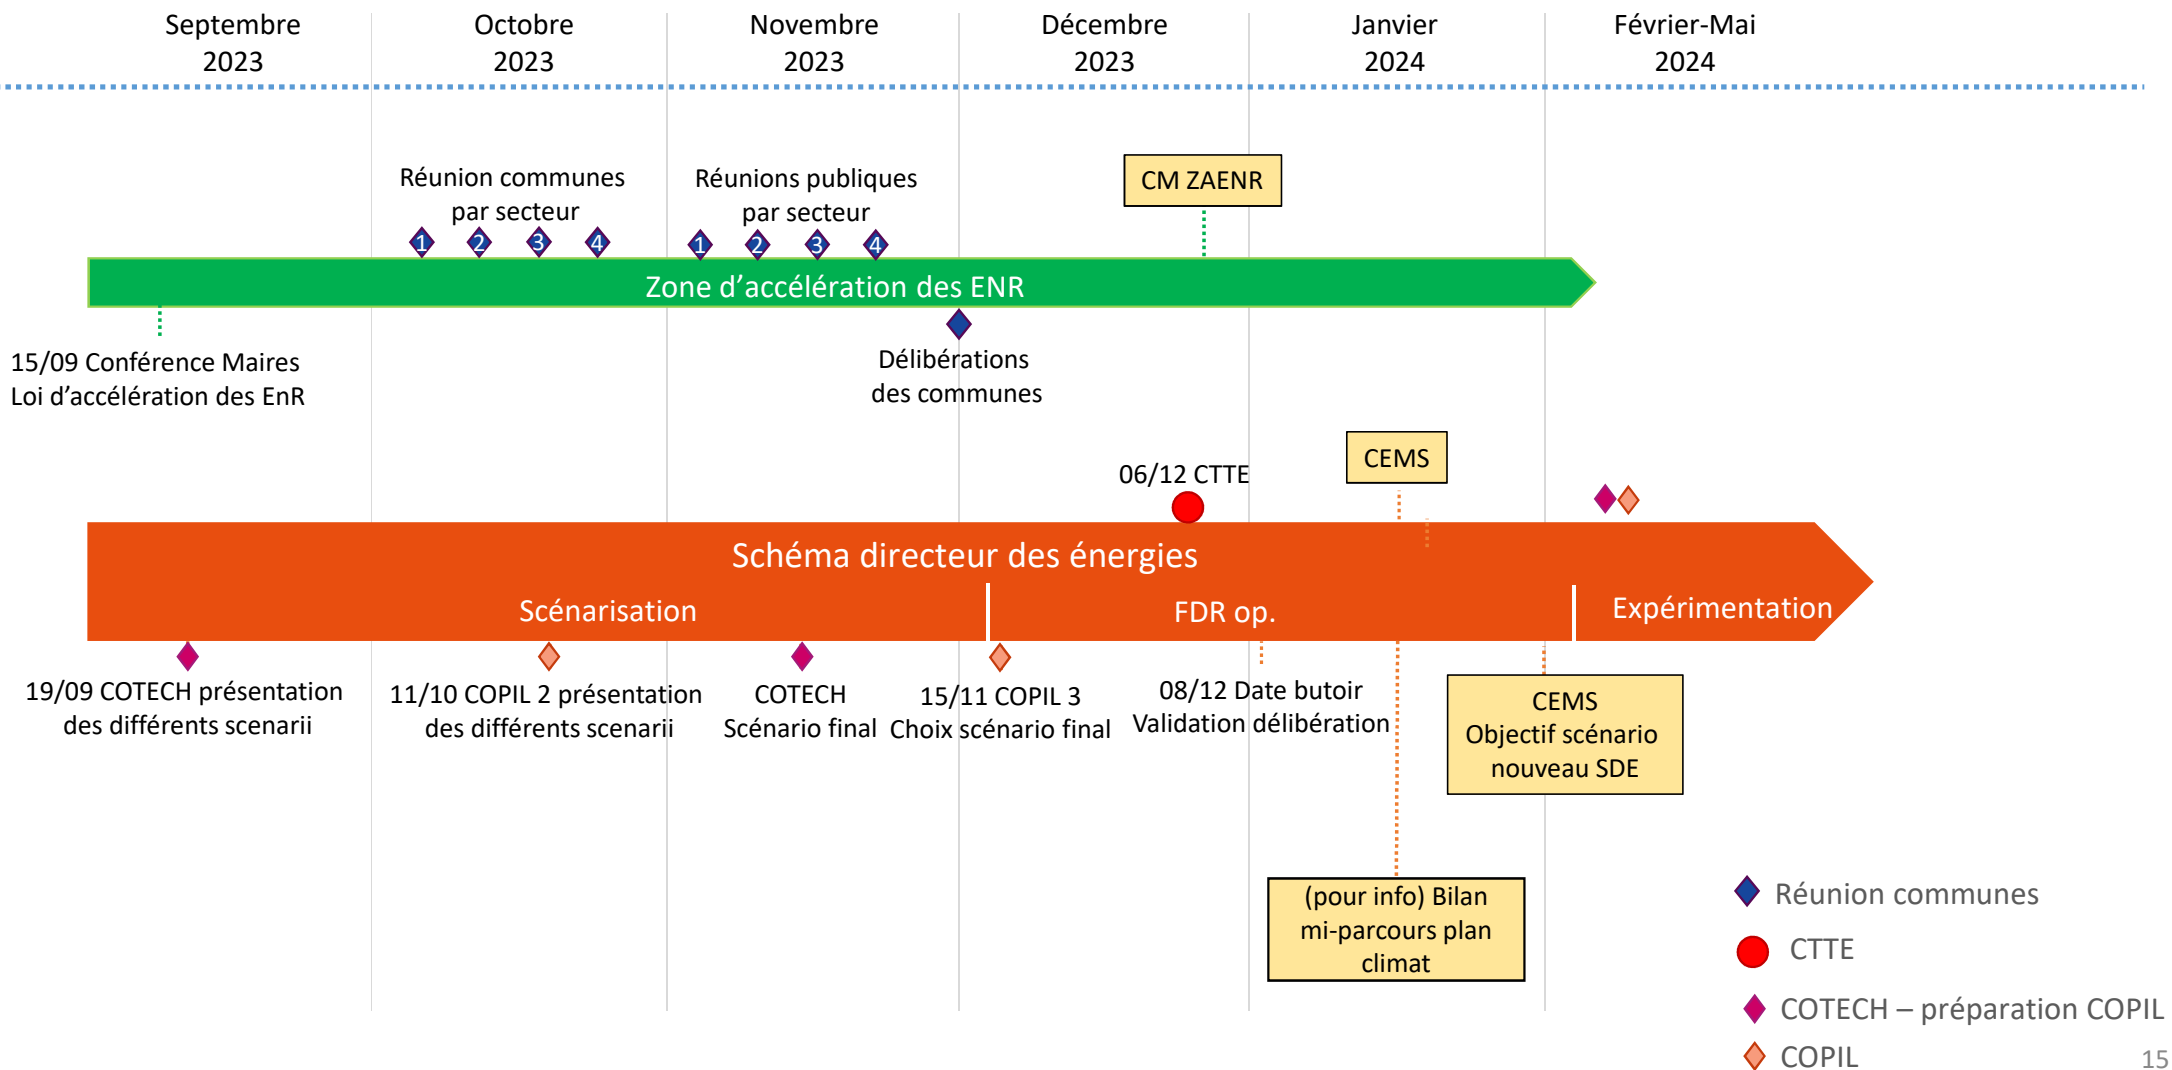 Septembre
2023
Octobre
2023
Novembre
2023
Décembre
2023
Janvier
2024
Février-Mai
2024
Réunion communes
par secteur
1 2 3 4
Réunions publiques
par secteur
1 2 3 4
CM ZAENR
Zone d’accélération des ENR
15/09 Conférence Maires
Loi d’accélération des EnR
Délibérations
des communes
06/12 CTTE
CEMS
Schéma directeur des énergies
Scénarisation
FDR op.
Expérimentation
19/09 COTECH présentation
des différents scenarii
11/10 COPIL 2 présentation
des différents scenarii
COTECH
Scénario final
15/11 COPIL 3
Choix scénario final
08/12 Date butoir
Validation délibération
CEMS
Objectif scénario
nouveau SDE
(pour info) Bilan
mi-parcours plan
climat
Réunion communes
CTTE
COTECH – préparation COPIL
COPIL
15